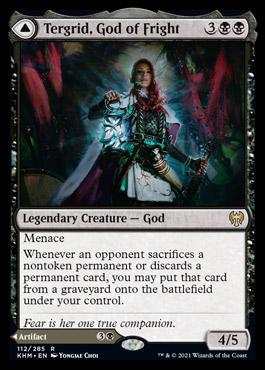 Tergrid, God of Fright 3
Legendary Creature — God
Menace
Whenever an opponent sacrifices a
nontoken permanent or discards a
permanent card, you may put that card
from a graveyard onto the battlefield
under your control.
Fear is her one true companion.
Artifact 3
4/5
112/285 R
KHM • EN YONGJAE CHOI
™ & © 2021 Wizards of the Coast